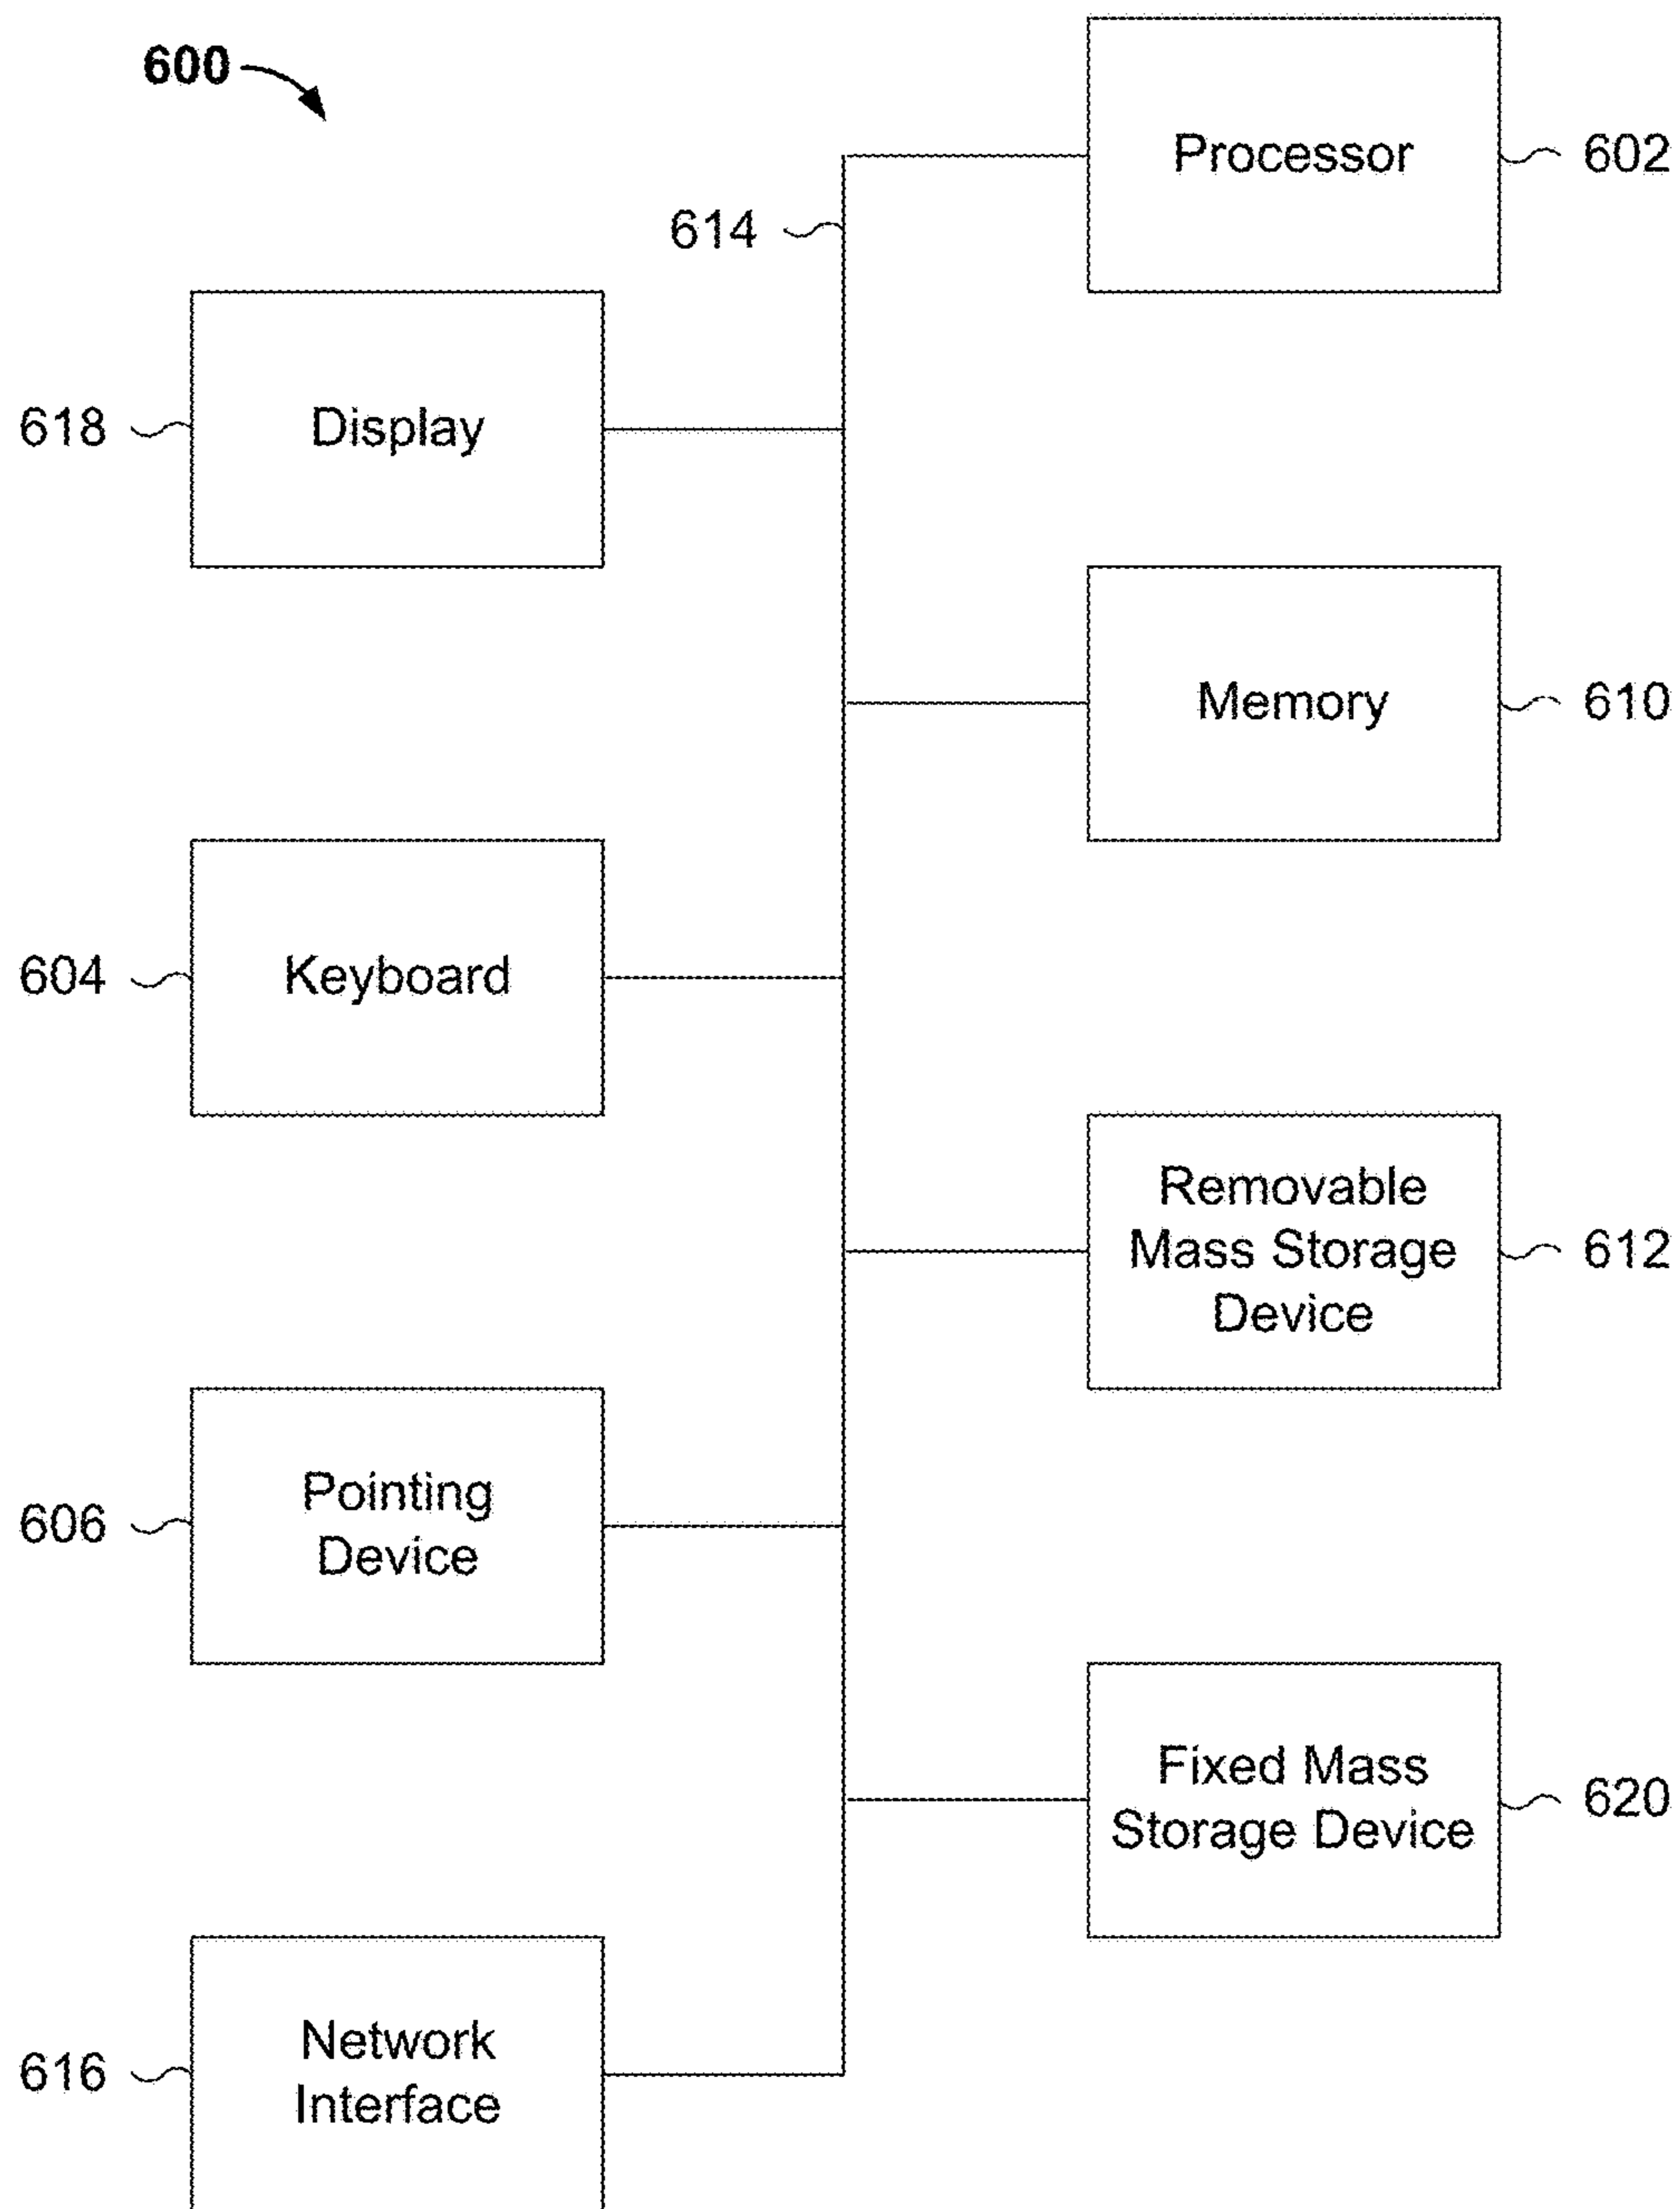 600
Processor
602
614
618
Display
Memory
610
604
Keyboard
Removable
Mass Storage
Device
612
606
Pointing
Device
Fixed Mass
Storage Device
620
616
Network
Interface